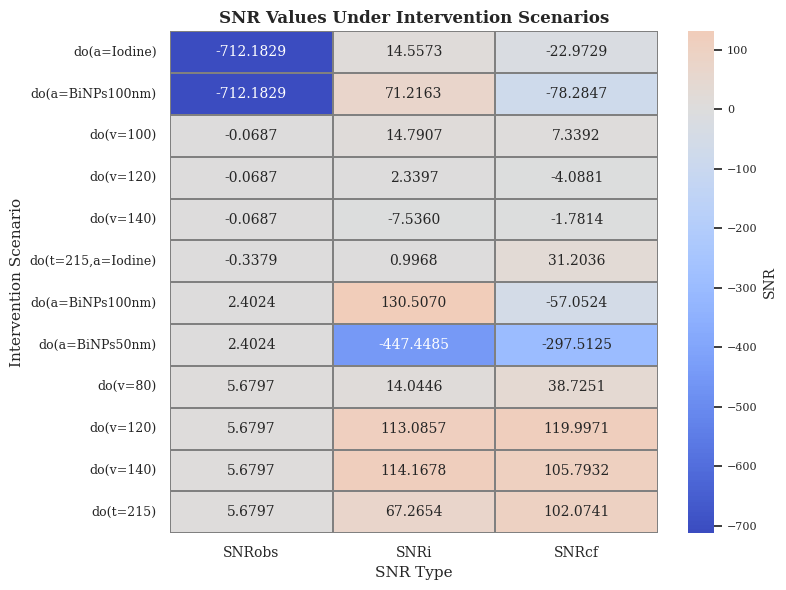 SNR Values Under Intervention Scenarios
do(a=Iodine) -712.1829 14.5573 -22.9729
do(a=BiNPs100nm) -712.1829 71.2163 -78.2847
do(v=100) -0.0687 14.7907 7.3392
do(v=120) -0.0687 2.3397 -4.0881
do(v=140) -0.0687 -7.5360 -1.7814
do(t=215,a=Iodine) -0.3379 0.9968 31.2036
do(a=BiNPs100nm) 2.4024 130.5070 -57.0524
do(a=BiNPs50nm) 2.4024 -447.4485 -297.5125
do(v=80) 5.6797 14.0446 38.7251
do(v=120) 5.6797 113.0857 119.9971
do(v=140) 5.6797 114.1678 105.7932
do(t=215) 5.6797 67.2654 102.0741
SNRobs SNRi SNRcf
SNR Type
Intervention Scenario
100
0
−100
−200
−300
−400
−500
−600
−700
SNR